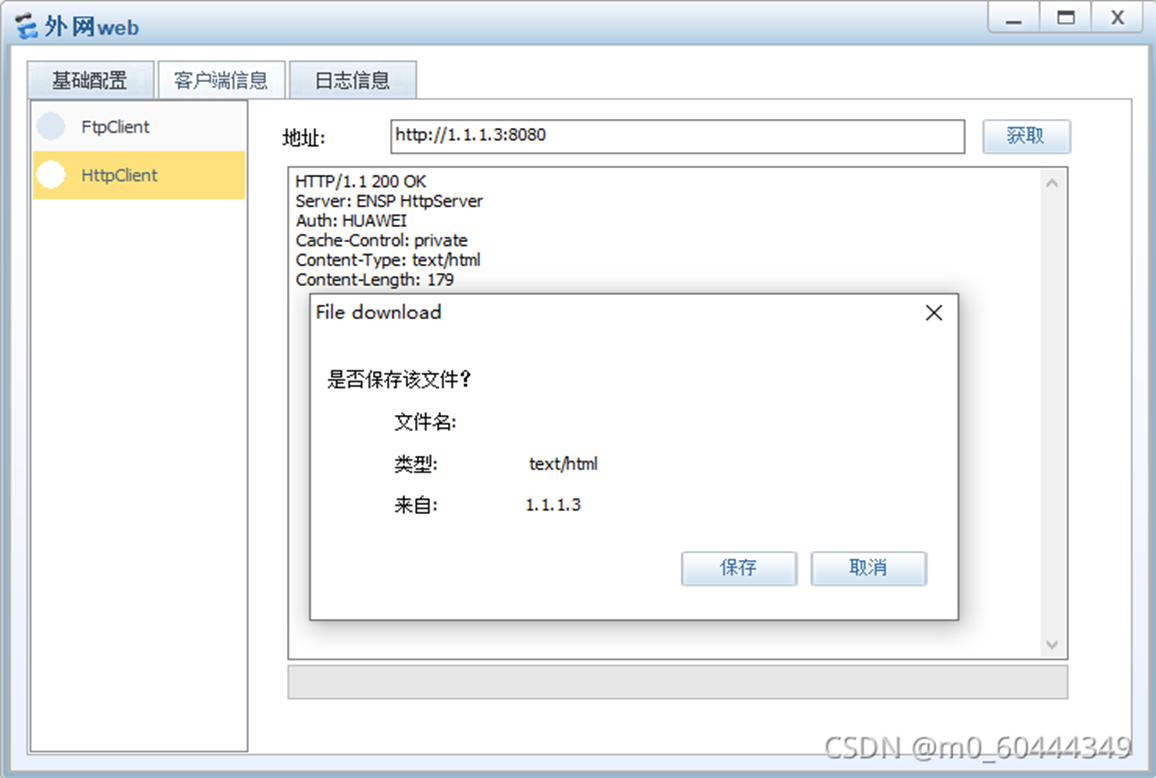 外网web
基础配置 客户端信息 日志信息
FtpClient
HttpClient
地址: http://1.1.1.3:8080 获取
HTTP/1.1 200 OK
Server: ENSP HttpServer
Auth: HUAWEI
Cache-Control: private
Content-Type: text/html
Content-Length: 179
File download
是否保存该文件？
文件名:
类型: text/html
来自: 1.1.1.3
保存 取消
CSDN @m0_60444349